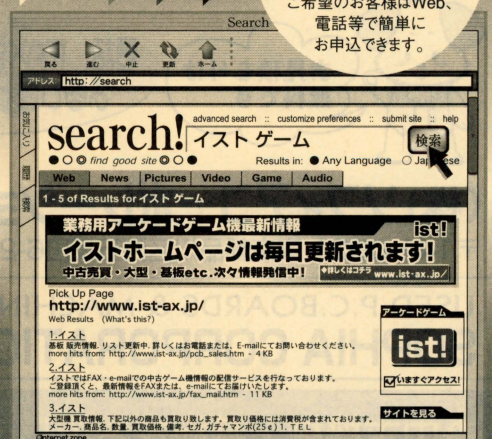 ご希望のお客様はWeb、
電話等で簡単に
お申込できます。
Search
戻る 進む 中止 更新 ホーム
アドレス http://search
お気に入り
履歴
検索
search!
find good site
advanced search :: customize preferences :: submit site :: help
イスト ゲーム
検索
Results in: ● Any Language ○ Japanese
Web News Pictures Video Game Audio
1 - 5 of Results for イスト ゲーム
業務用アーケードゲーム機最新情報
ist!
イストホームページは毎日更新されます!
中古売買・大型・基板etc.次々情報発信中!
◆詳しくはコチラ www.ist-ax.jp/
Pick Up Page
http://www.ist-ax.jp/
Web Results (What's this?)
1.イスト
基板 販売情報. リスト更新中. 詳しくはお電話または、E-mailにてお問い合わせください。
more hits from: http://www.ist-ax.jp/pcb_sales.htm - 4 KB
2.イスト
イストではFAX・e-mailでの中古ゲーム機情報の配信サービスを行なっております。
ご登録頂くと、最新情報をFAXまたは、e-mailにてお届けいたします。
more hits from: http://www.ist-ax.jp/fax_mail.htm - 11 KB
3.イスト
大型機 買取情報. 下記以外の商品も買取り致します。買取り価格には消費税が含まれております。
メーカー. 商品名. 数量. 買取価格. 備考. セガ. ガチャマンボ(25¢) 1. TEL
アーケードゲーム
ist!
いますぐアクセス!
サイトを見る
Internet zone